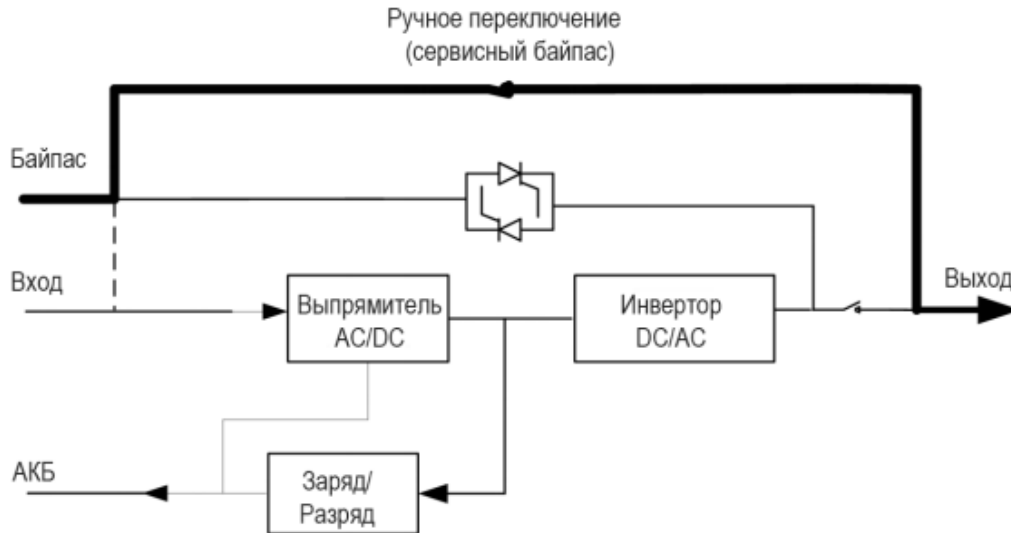 Ручное переключение
(сервисный байпас)
Байпас
Вход
Выпрямитель
AC/DC
Инвертор
DC/AC
Выход
АКБ
Заряд/
Разряд